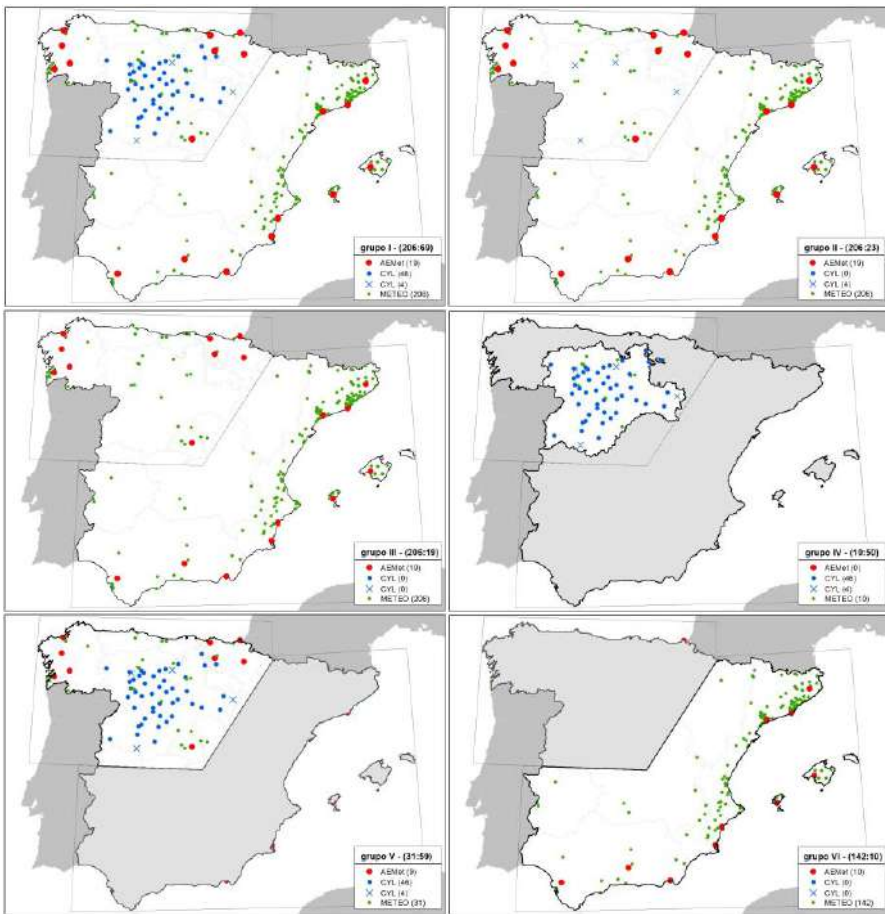 grupo I - (206:69)
AEMet (19)
CYL (46)
CYL (4)
METEO (206)
grupo II - (206:23)
AEMet (19)
CYL (0)
CYL (4)
METEO (206)
grupo III - (206:19)
AEMet (19)
CYL (0)
CYL (0)
METEO (206)
grupo IV - (10:50)
AEMet (0)
CYL (46)
CYL (4)
METEO (10)
grupo V - (31:59)
AEMet (9)
CYL (46)
CYL (4)
METEO (31)
grupo VI - (142:10)
AEMet (10)
CYL (0)
CYL (0)
METEO (142)